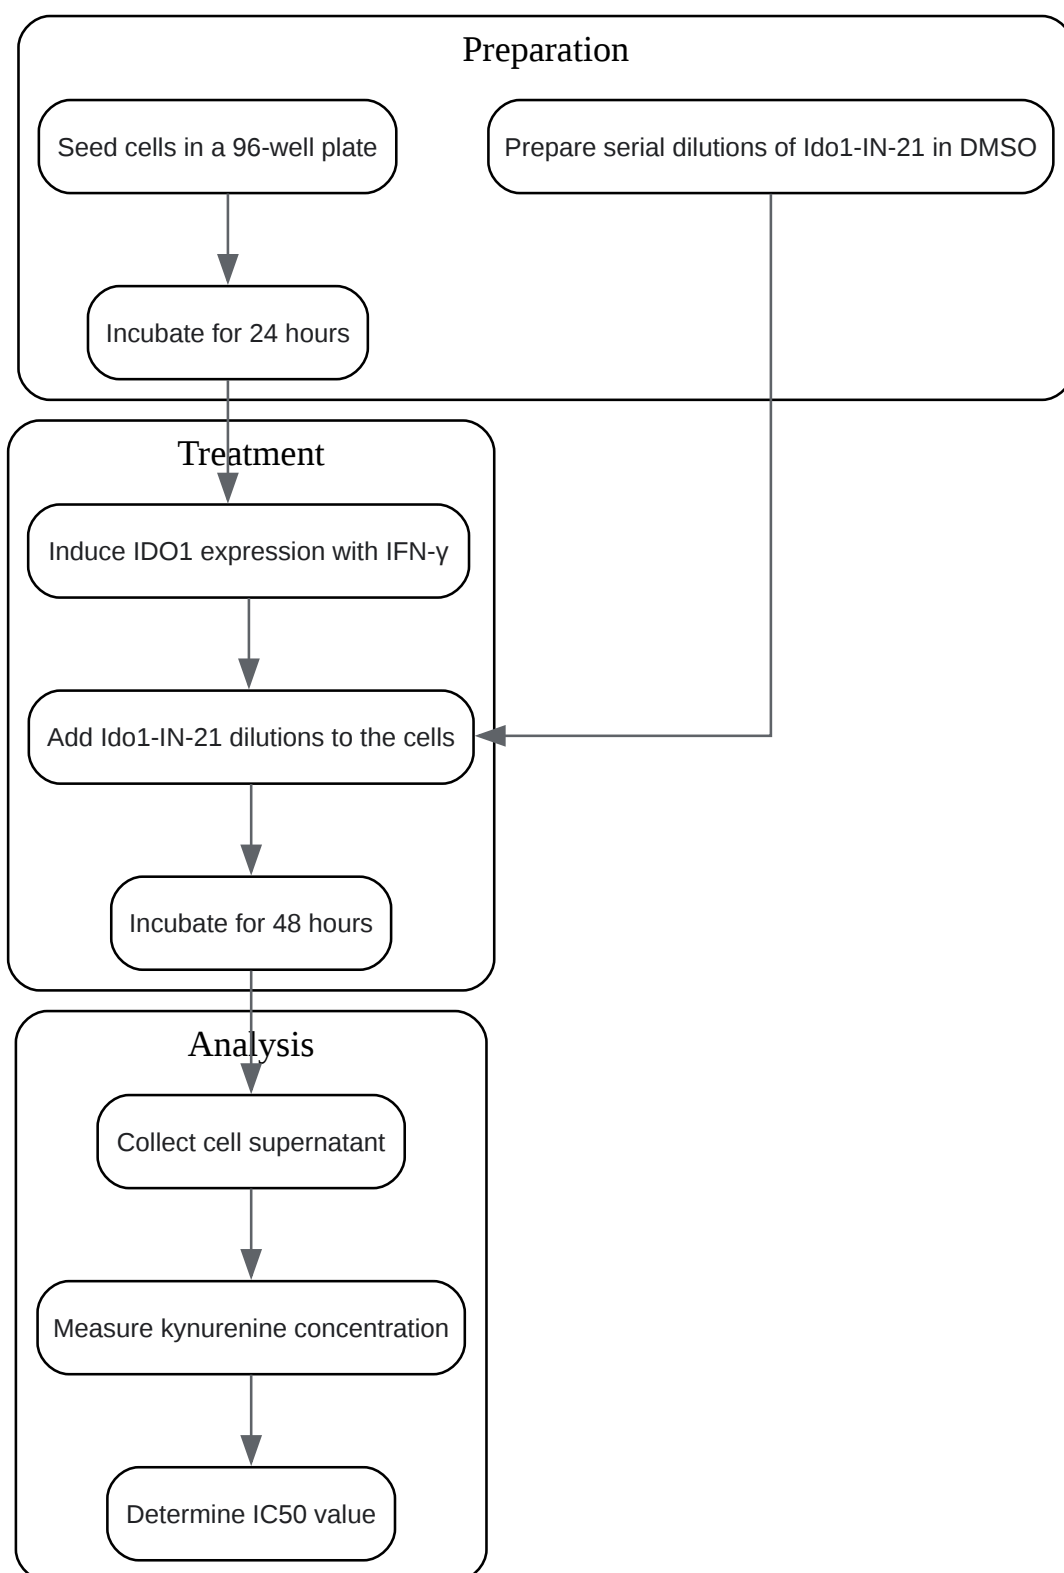 Preparation
Seed cells in a 96-well plate
Prepare serial dilutions of Ido1-IN-21 in DMSO
Incubate for 24 hours
Treatment
Induce IDO1 expression with IFN-γ
Add Ido1-IN-21 dilutions to the cells
Incubate for 48 hours
Analysis
Collect cell supernatant
Measure kynurenine concentration
Determine IC50 value